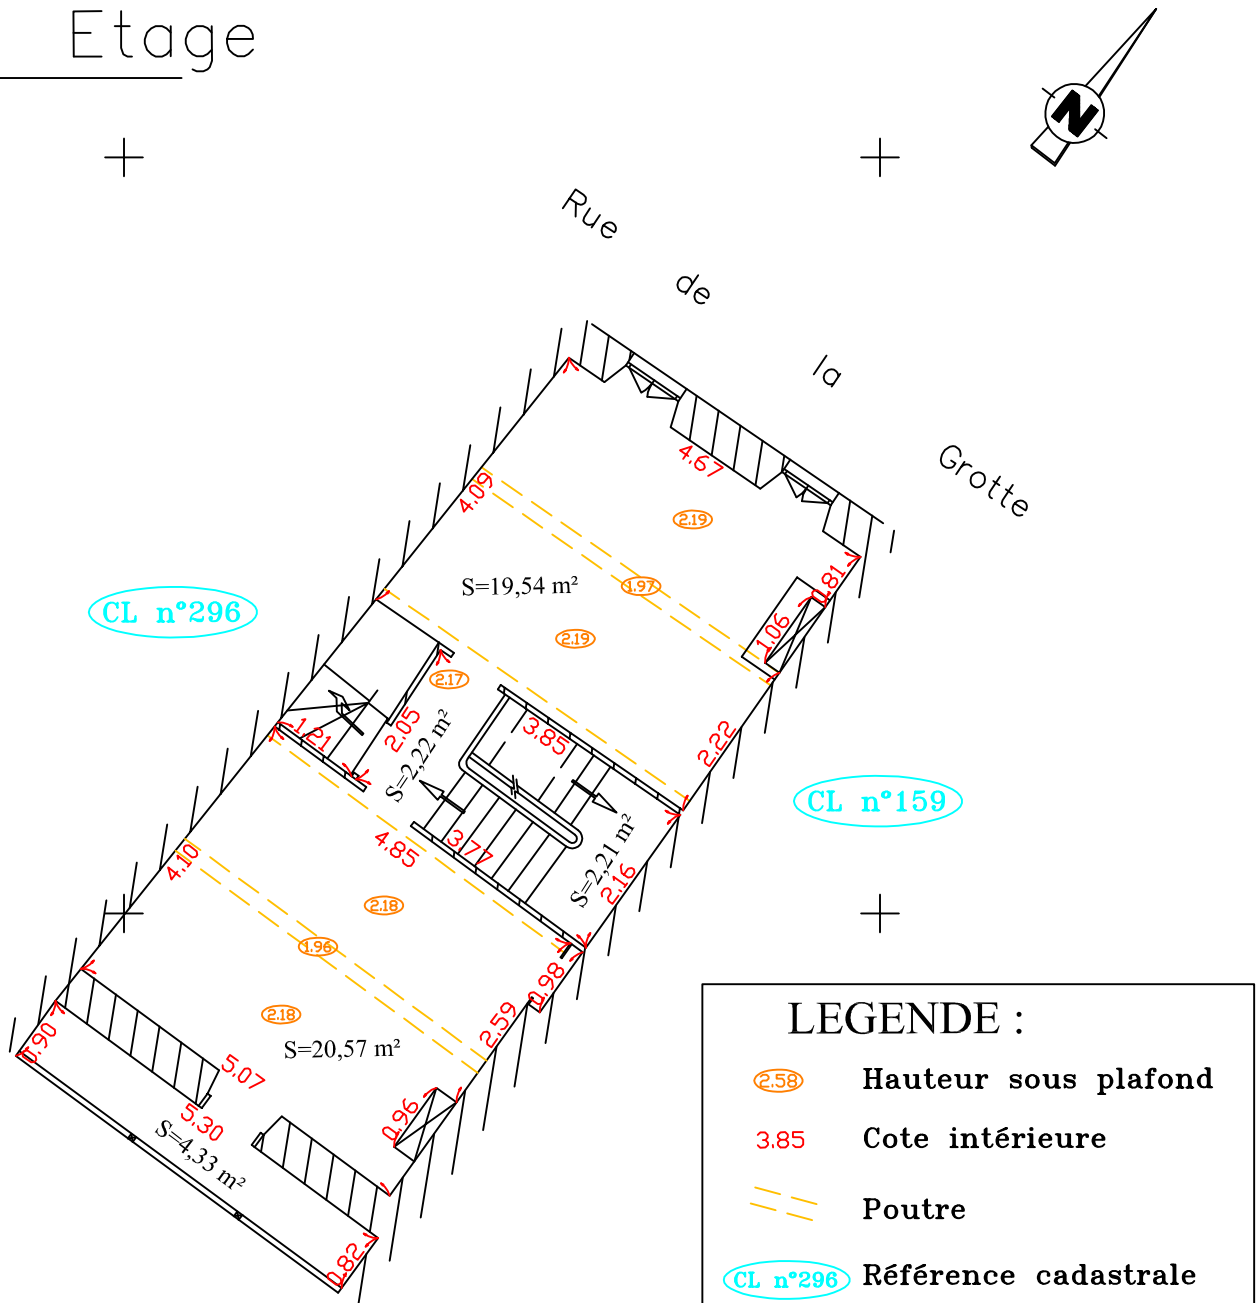 Etage
N
Rue de la Grotte
4.67
4.09
2.19
1.97
S=19,54 m²
0.81
1.06
2.19
CL n°296
2.17
2.05
1.21
3.85
2.22
S=2,22 m²
CL n°159
3.77
S=2,21 m²
2.16
4.85
4.10
2.18
1.96
0.98
2.59
2.18
S=20,57 m²
0.90
5.07
5.30
0.96
S=4,33 m²
0.82
LEGENDE :
2.58 Hauteur sous plafond
3.85 Cote intérieure
Poutre
CL n°296 Référence cadastrale